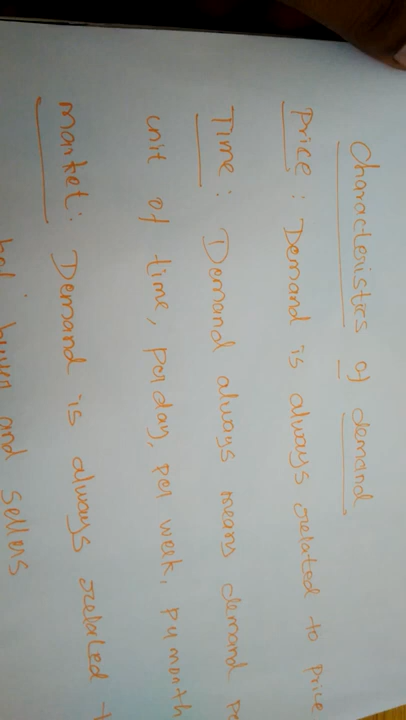 Characteristics of demand
Price : Demand is always related to price
Time : Demand always means demand
unit of time, per day, per week, per month
market : Demand is always related
buyers and sellers